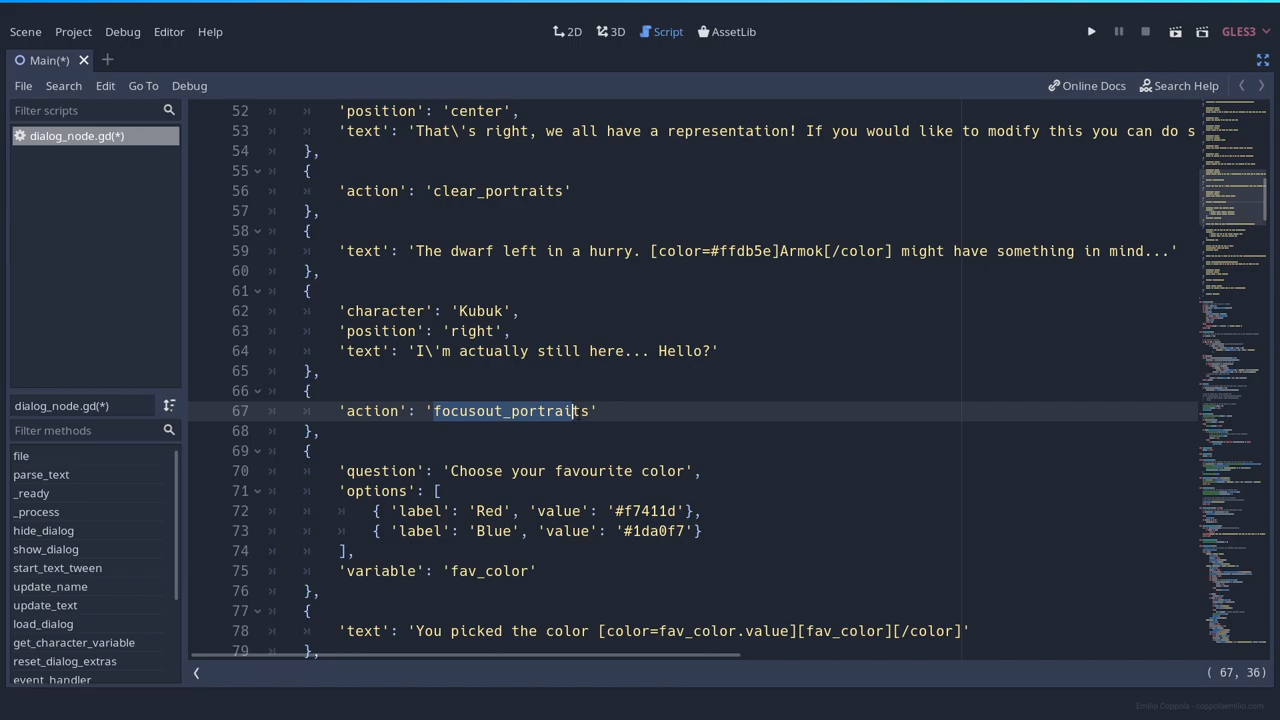 Scene Project Debug Editor Help 2D 3D Script AssetLib GLES3
Main(*)
File Search Edit Go To Debug Online Docs Search Help
Filter scripts
dialog_node.gd(*)
dialog_node.gd(*)
Filter methods
file
parse_text
_ready
_process
hide_dialog
show_dialog
start_text_tween
update_name
update_text
load_dialog
get_character_variable
reset_dialog_extras
event_handler
52 'position': 'center',
53 'text': 'That\'s right, we all have a representation! If you would like to modify this you can do s
54 },
55 {
56 'action': 'clear_portraits'
57 },
58 {
59 'text': 'The dwarf left in a hurry. [color=#ffdb5e]Armok[/color] might have something in mind...'
60 },
61 {
62 'character': 'Kubuk',
63 'position': 'right',
64 'text': 'I\'m actually still here... Hello?'
65 },
66 {
67 'action': 'focusout_portraits'
68 },
69 {
70 'question': 'Choose your favourite color',
71 'options': [
72 { 'label': 'Red', 'value': '#f7411d'},
73 { 'label': 'Blue', 'value': '#1da0f7'}
74 ],
75 'variable': 'fav_color'
76 },
77 {
78 'text': 'You picked the color [color=fav_color.value][fav_color][/color]'
79 },
( 67, 36)
Emilio Coppola - coppolaemilio.com